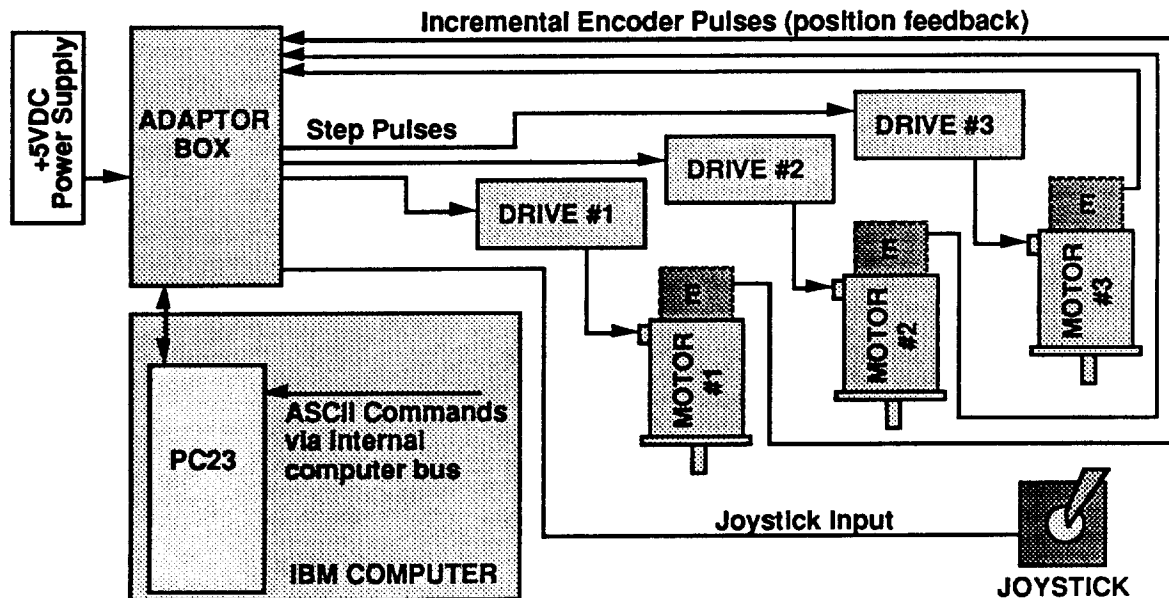 Incremental Encoder Pulses (position feedback)
+5VDC
Power Supply
ADAPTOR
BOX
Step Pulses
DRIVE #3
DRIVE #2
DRIVE #1
E
MOTOR
#3
E
MOTOR
#2
E
MOTOR
#1
PC23
ASCII Commands
via Internal
computer bus
IBM COMPUTER
Joystick Input
JOYSTICK